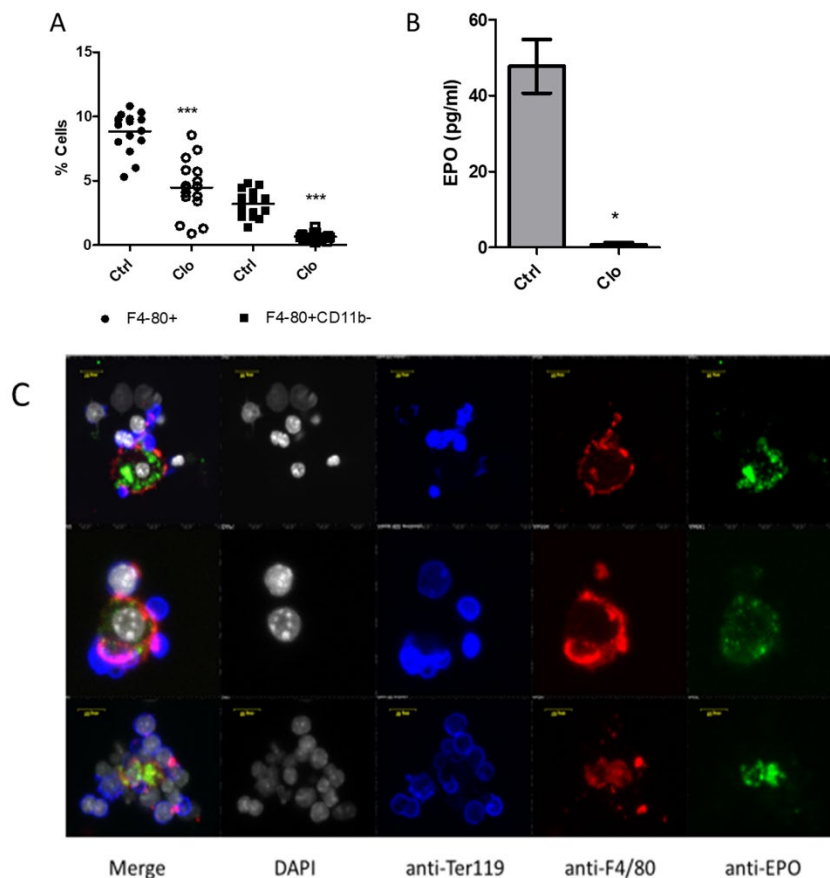 A
15
10
5
0
% Cells
***
***
Ctrl
Clo
Ctrl
Clo
F4-80+
F4-80+CD11b-
B
60
40
20
0
EPO (pg/ml)
*
Ctrl
Clo
C
Merge
DAPI
anti-Ter119
anti-F4/80
anti-EPO